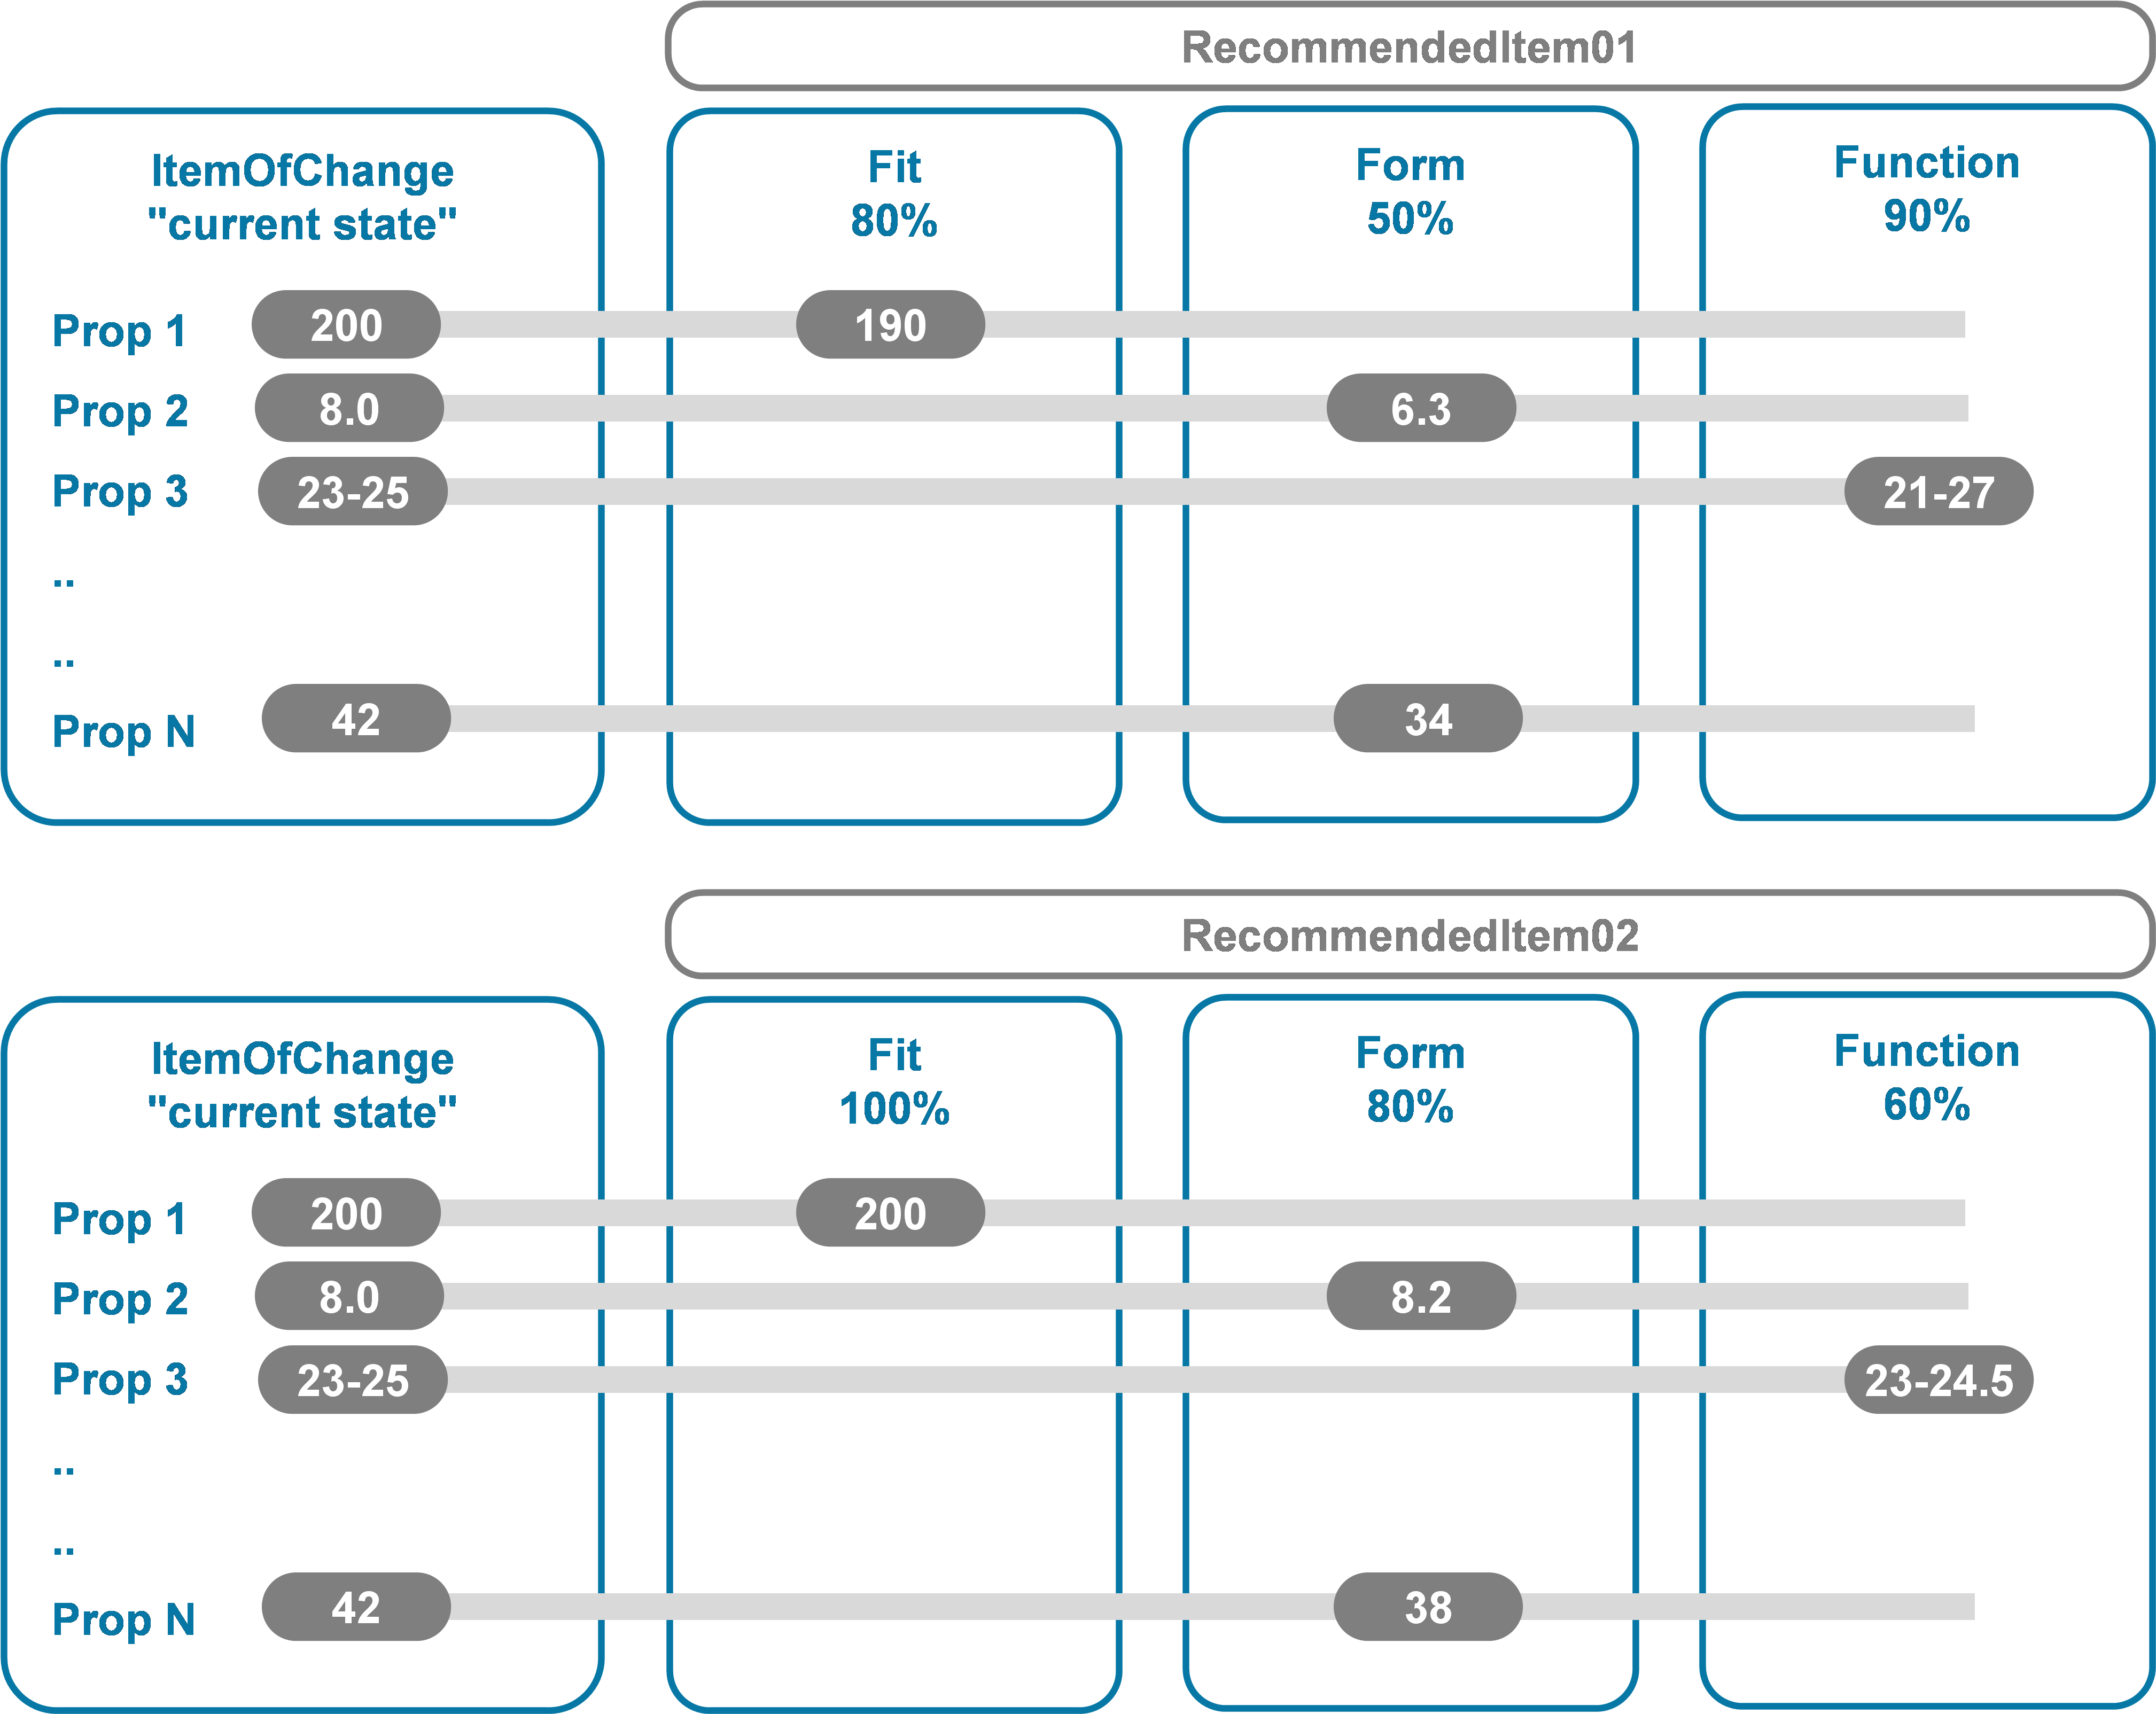 RecommendedItem01
ItemOfChange
"current state"
Fit
80%
Form
50%
Function
90%
Prop 1 200 190
Prop 2 8.0 6.3
Prop 3 23-25 21-27
..
..
Prop N 42 34
RecommendedItem02
ItemOfChange
"current state"
Fit
100%
Form
80%
Function
60%
Prop 1 200 200
Prop 2 8.0 8.2
Prop 3 23-25 23-24.5
..
..
Prop N 42 38